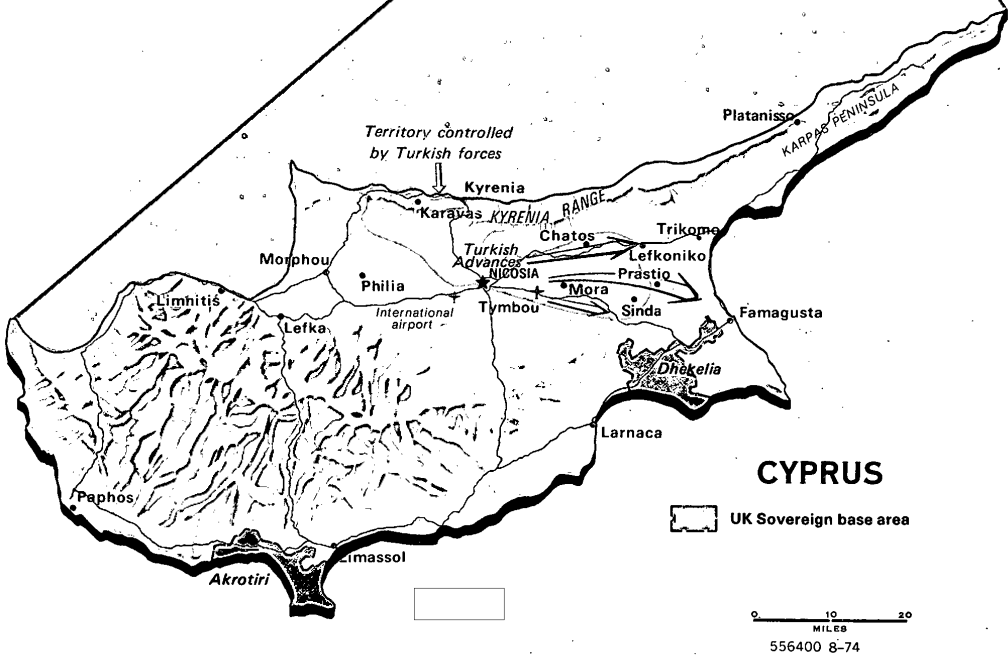 Platanisso
KARPAS PENINSULA
Territory controlled
by Turkish forces
Kyrenia
Karavas
KYRENIA RANGE
Chatos
Trikomo
Turkish
Advances
Lefkoniko
Morphou
NICOSIA
Prastio
Philia
Mora
Limhitis
Tymbou
Sinda
International
airport
Famagusta
Lefka
Dhekelia
Larnaca
CYPRUS
Paphos
UK Sovereign base area
Limassol
Akrotiri
0 10 20
MILES
556400 8-74